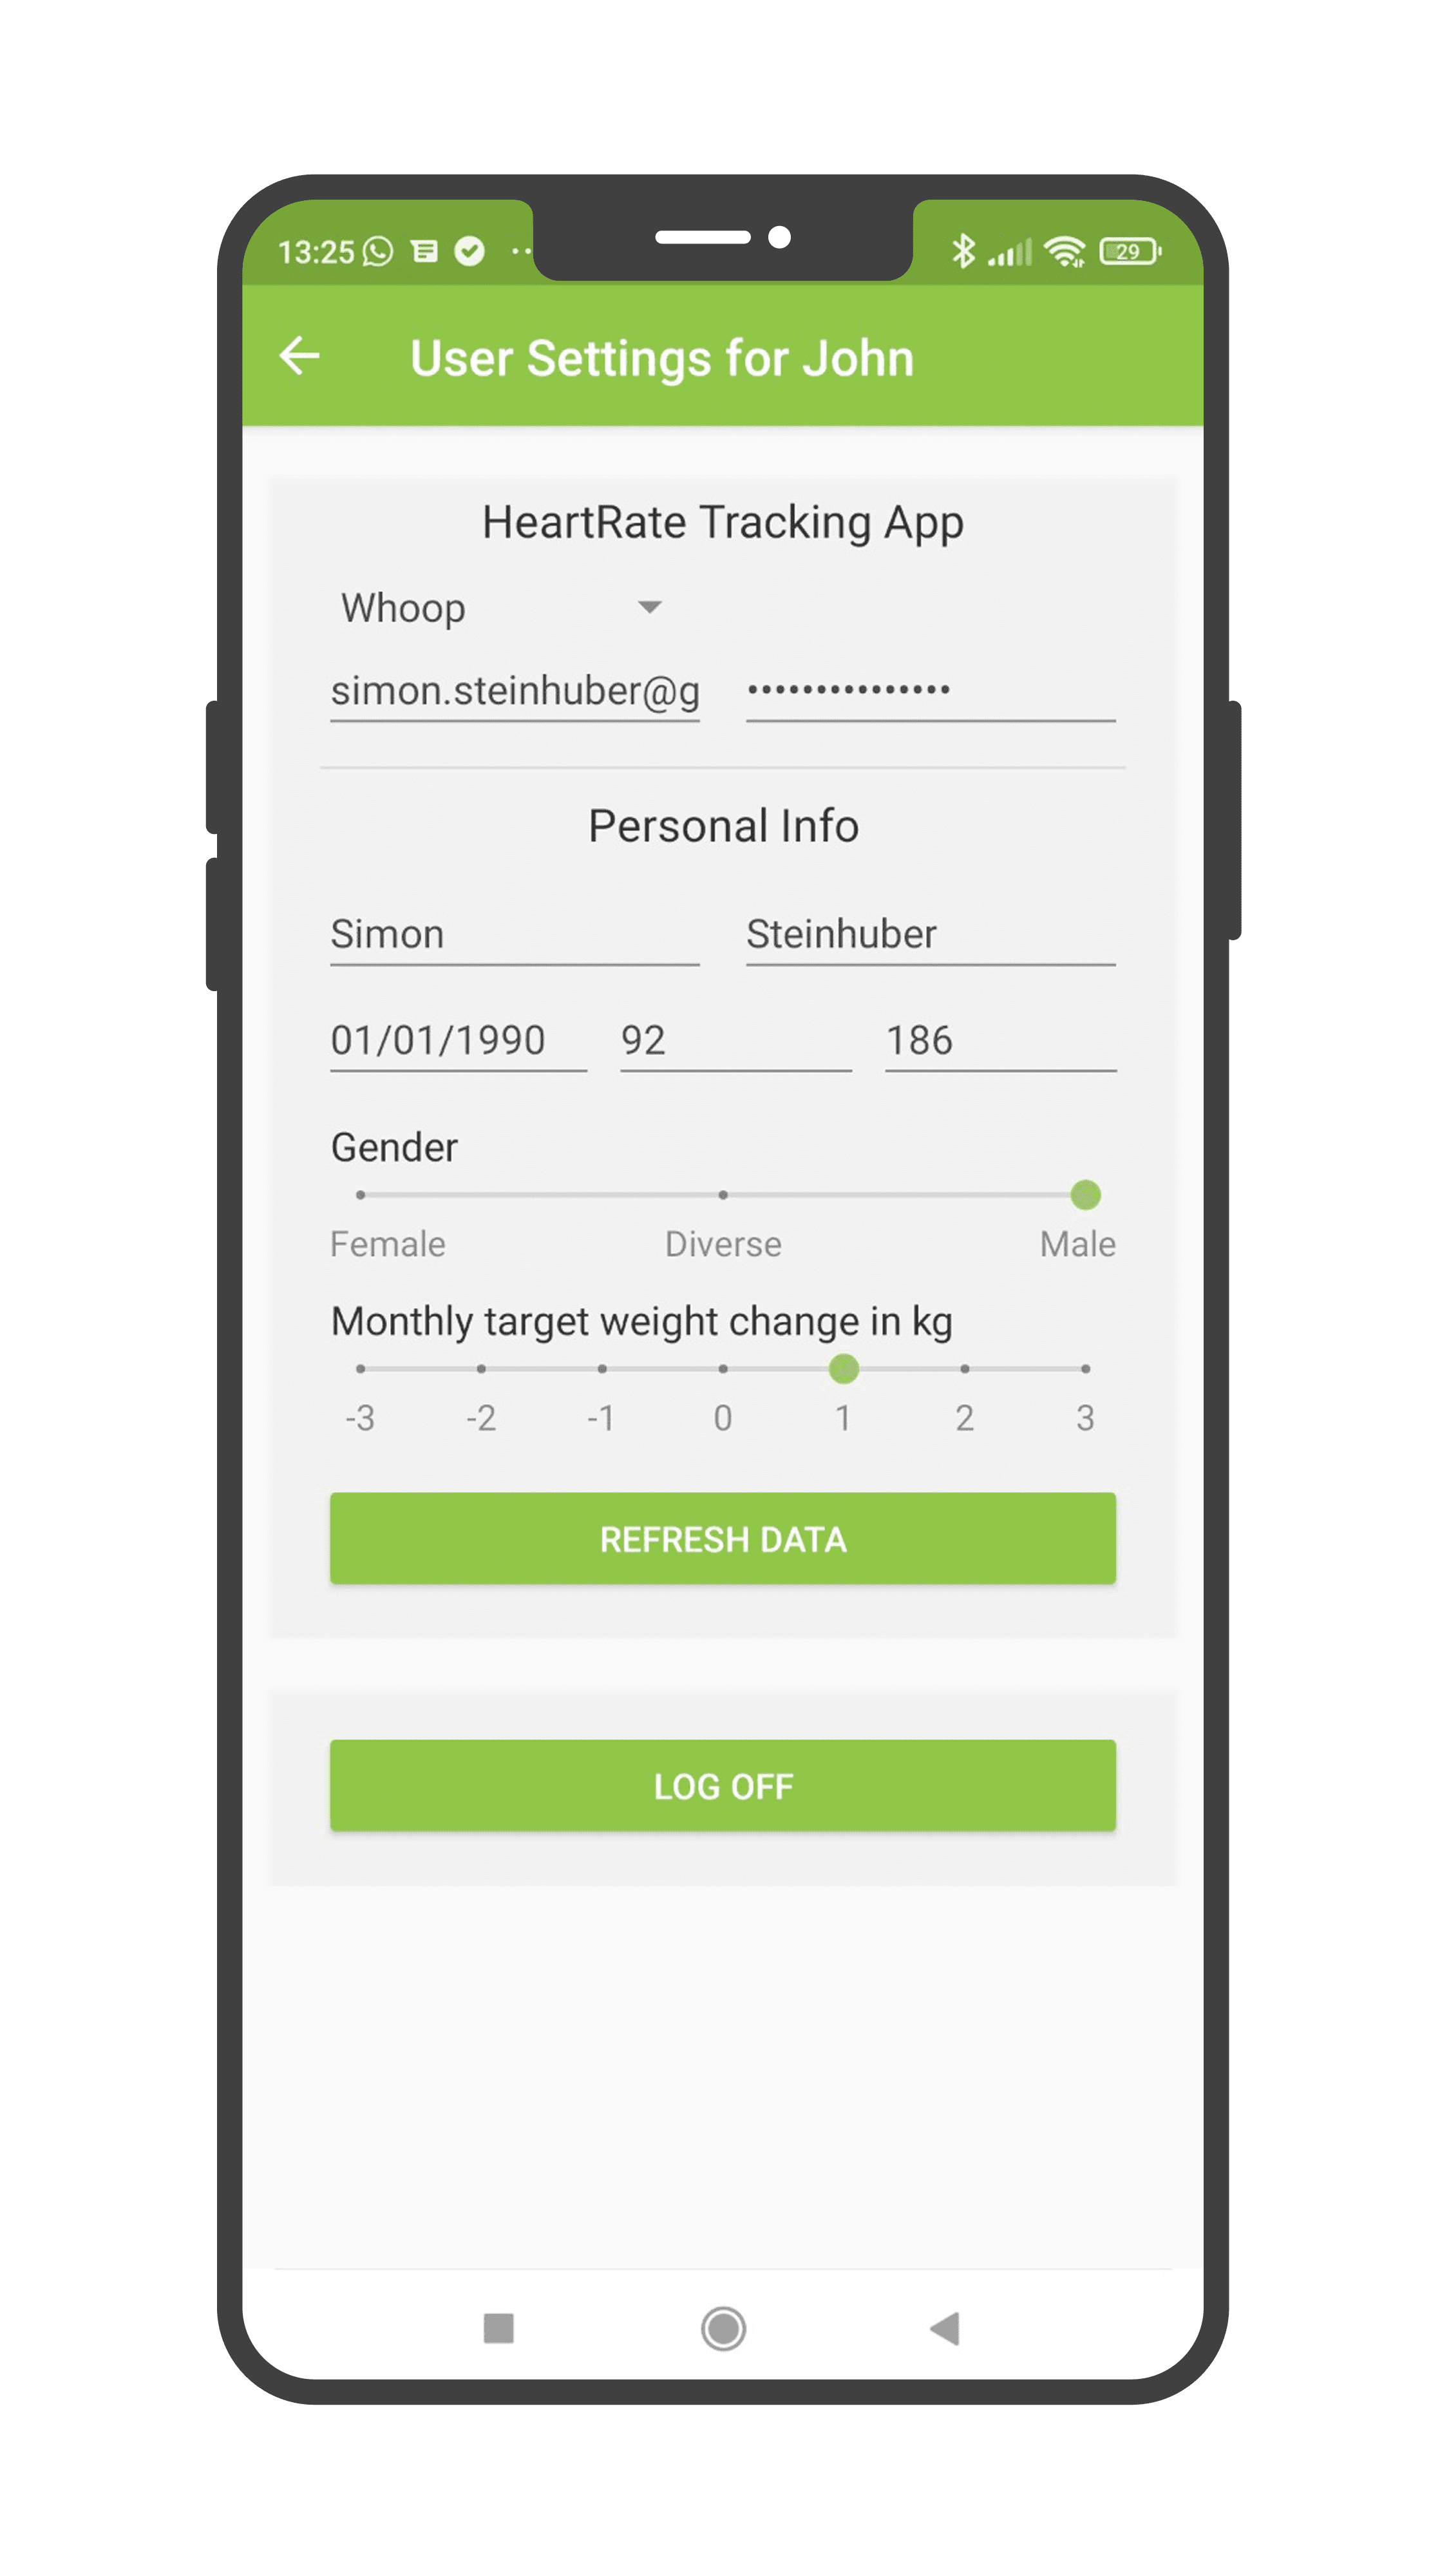 13:25
29
User Settings for John
HeartRate Tracking App
Whoop
simon.steinhuber@g •••••••••••••••
Personal Info
Simon Steinhuber
01/01/1990 92 186
Gender
Female Diverse Male
Monthly target weight change in kg
-3 -2 -1 0 1 2 3
REFRESH DATA
LOG OFF